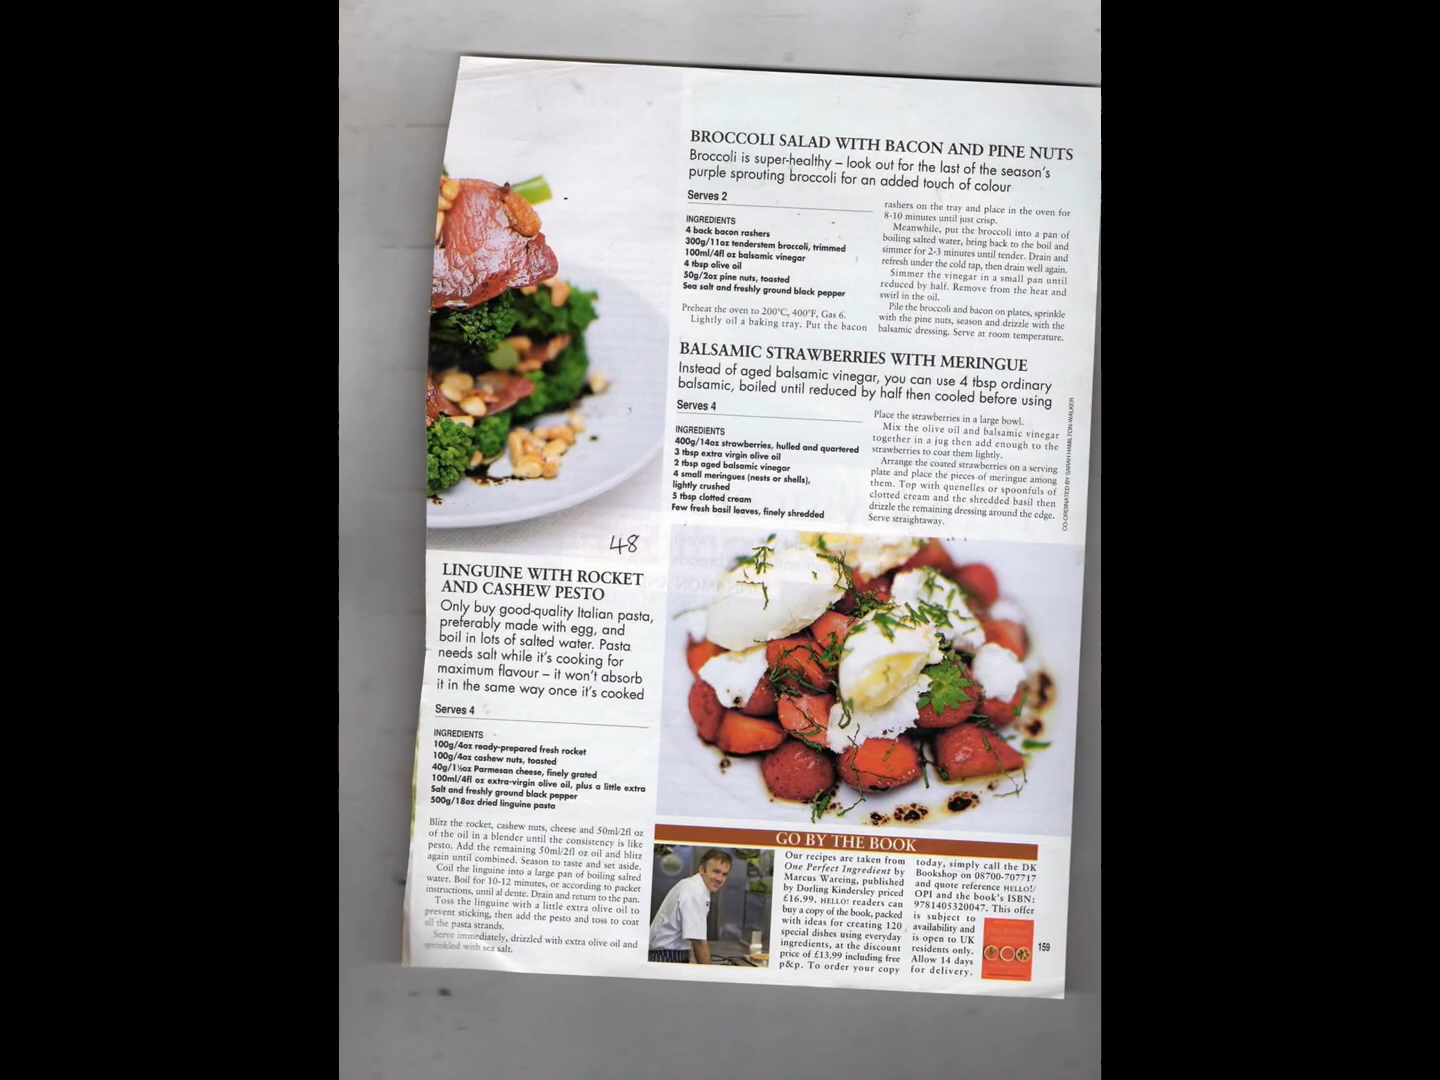 BROCCOLI SALAD WITH BACON AND PINE NUTS
Broccoli is super-healthy – look out for the last of the season's
purple sprouting broccoli for an added touch of colour
Serves 2
INGREDIENTS
4 back bacon rashers
300g/11oz tenderstem broccoli, trimmed
100ml/4fl oz balsamic vinegar
4 tbsp olive oil
50g/2oz pine nuts, toasted
Sea salt and freshly ground black pepper
Preheat the oven to 200°C, 400°F, Gas 6.
Lightly oil a baking tray. Put the bacon
rashers on the tray and place in the oven for
8-10 minutes until just crisp.
Meanwhile, put the broccoli into a pan of
boiling salted water, bring back to the boil and
simmer for 2-3 minutes until tender. Drain and
refresh under the cold tap, then drain well again.
Simmer the vinegar in a small pan until
reduced by half. Remove from the heat and
swirl in the oil.
Pile the broccoli and bacon on plates, sprinkle
with the pine nuts, season and drizzle with the
balsamic dressing. Serve at room temperature.
BALSAMIC STRAWBERRIES WITH MERINGUE
Instead of aged balsamic vinegar, you can use 4 tbsp ordinary
balsamic, boiled until reduced by half then cooled before using
Serves 4
INGREDIENTS
400g/14oz strawberries, hulled and quartered
3 tbsp extra virgin olive oil
2 tbsp aged balsamic vinegar
4 small meringues (nests or shells),
lightly crushed
5 tbsp clotted cream
Few fresh basil leaves, finely shredded
Place the strawberries in a large bowl.
Mix the olive oil and balsamic vinegar
together in a jug then add enough to the
strawberries to coat them lightly.
Arrange the coated strawberries on a serving
plate and place the pieces of meringue among
them. Top with quenelles or spoonfuls of
clotted cream and the shredded basil then
drizzle the remaining dressing around the edge.
Serve straightaway.
CO-ORDINATED BY SARAH HAMILTON-WALKER
48
LINGUINE WITH ROCKET
AND CASHEW PESTO
Only buy good-quality Italian pasta,
preferably made with egg, and
boil in lots of salted water. Pasta
needs salt while it's cooking for
maximum flavour – it won't absorb
it in the same way once it's cooked
Serves 4
INGREDIENTS
100g/4oz ready-prepared fresh rocket
100g/4oz cashew nuts, toasted
40g/1½oz Parmesan cheese, finely grated
100ml/4fl oz extra-virgin olive oil, plus a little extra
Salt and freshly ground black pepper
500g/18oz dried linguine pasta
Blitz the rocket, cashew nuts, cheese and 50ml/2fl oz
of the oil in a blender until the consistency is like
pesto. Add the remaining 50ml/2fl oz oil and blitz
again until combined. Season to taste and set aside.
Coil the linguine into a large pan of boiling salted
water. Boil for 10-12 minutes, or according to packet
instructions, until al dente. Drain and return to the pan.
Toss the linguine with a little extra olive oil to
prevent sticking, then add the pesto and toss to coat
all the pasta strands.
Serve immediately, drizzled with extra olive oil and
sprinkled with sea salt.
GO BY THE BOOK
Our recipes are taken from
One Perfect Ingredient by
Marcus Wareing, published
by Dorling Kindersley priced
£16.99. HELLO! readers can
buy a copy of the book, packed
with ideas for creating 120
special dishes using everyday
ingredients, at the discount
price of £13.99 including free
p&p. To order your copy
today, simply call the DK
Bookshop on 08700-707717
and quote reference HELLO!/
OPI and the book's ISBN:
9781405320047. This offer
is subject to
availability and
is open to UK
residents only.
Allow 14 days
for delivery.
159